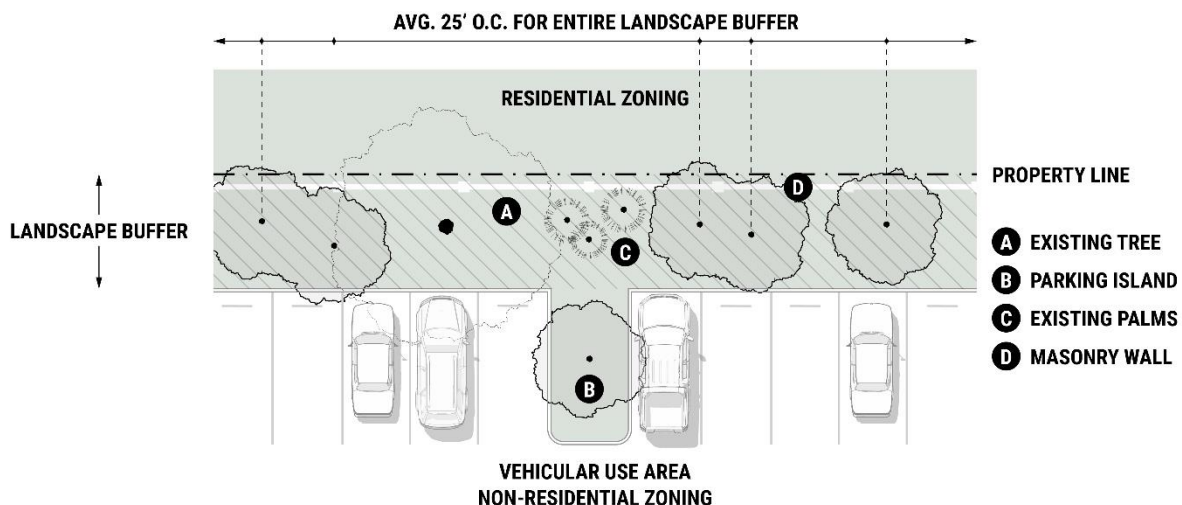 AVG. 25' O.C. FOR ENTIRE LANDSCAPE BUFFER
RESIDENTIAL ZONING
PROPERTY LINE
LANDSCAPE BUFFER
A
B
C
D
A EXISTING TREE
B PARKING ISLAND
C EXISTING PALMS
D MASONRY WALL
VEHICULAR USE AREA
NON-RESIDENTIAL ZONING